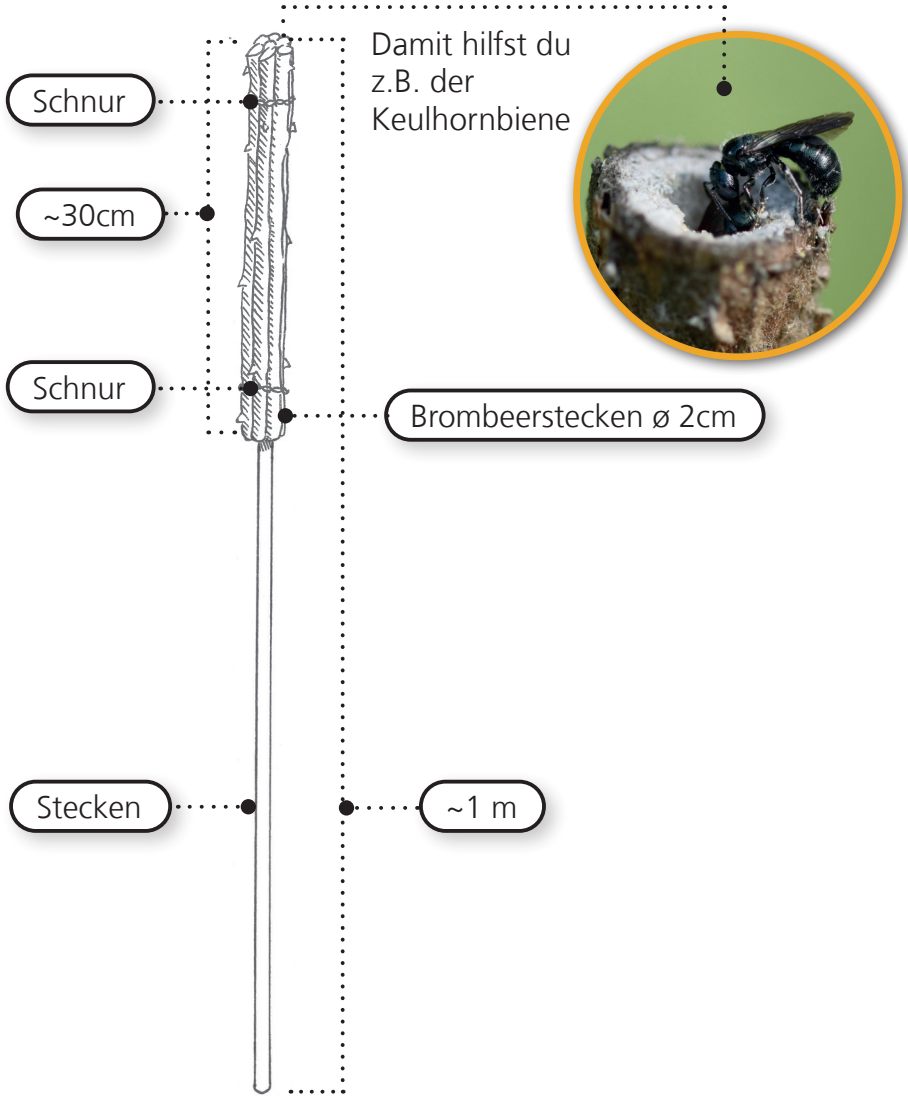 Damit hilfst du
z.B. der
Keulhornbiene
Schnur
~30cm
Schnur
Brombeerstecken ø 2cm
Stecken
~1 m